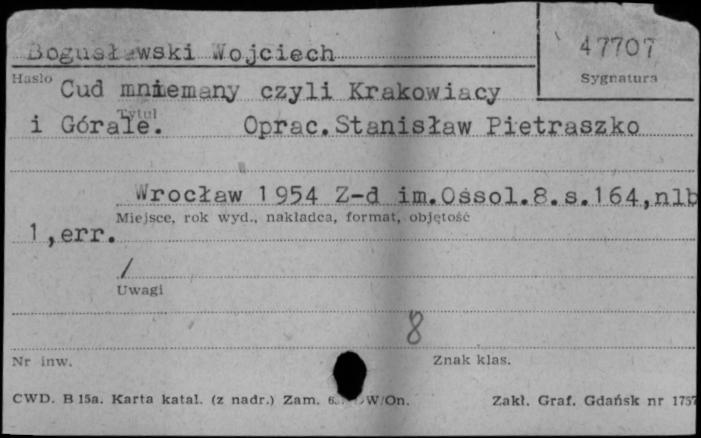 Bogusławski Wojciech
47707
Hasło
Sygnatura
Cud mniemany czyli Krakowiacy
Tytuł
i Górale. Oprac.Stanisław Pietraszko
Wrocław 1954 Z-d im.Ossol.8.s.164,nlb
Miejsce, rok wyd., nakładca, format, objętość
1,err.
/
Uwagi
8
Nr inw.
Znak klas.
CWD. B 15a. Karta katal. (z nadr.) Zam. W/On.
Zakł. Graf. Gdańsk nr 1757